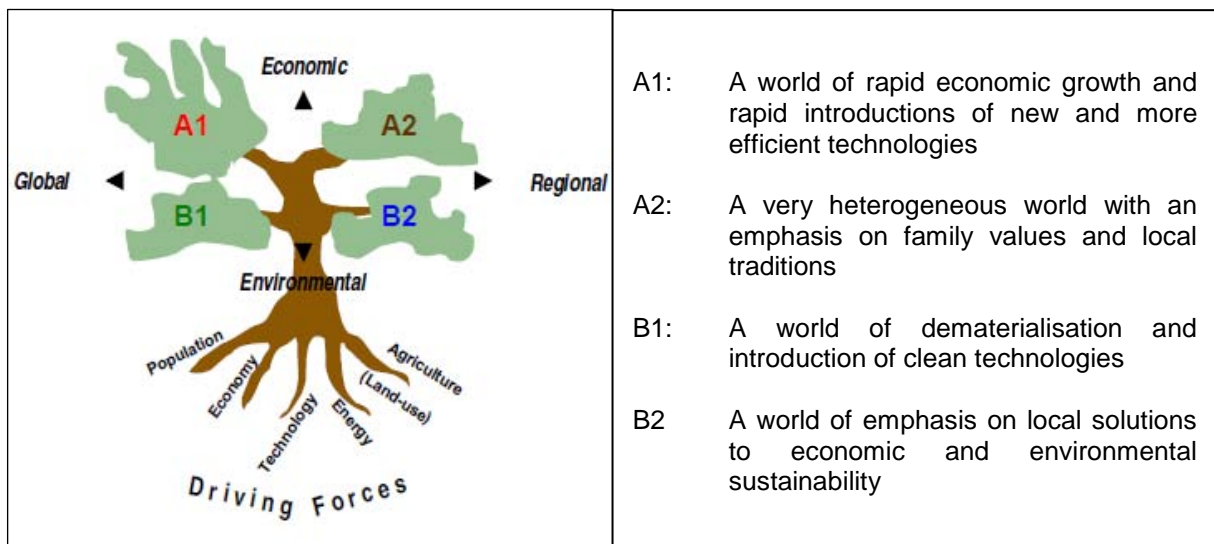 Economic
A1
A2
Global
Regional
B1
B2
Environmental
Population
Economy
Technology
Energy
Agriculture
(Land-use)
Driving Forces
A1: A world of rapid economic growth and
rapid introductions of new and more
efficient technologies
A2: A very heterogeneous world with an
emphasis on family values and local
traditions
B1: A world of dematerialisation and
introduction of clean technologies
B2 A world of emphasis on local solutions
to economic and environmental
sustainability